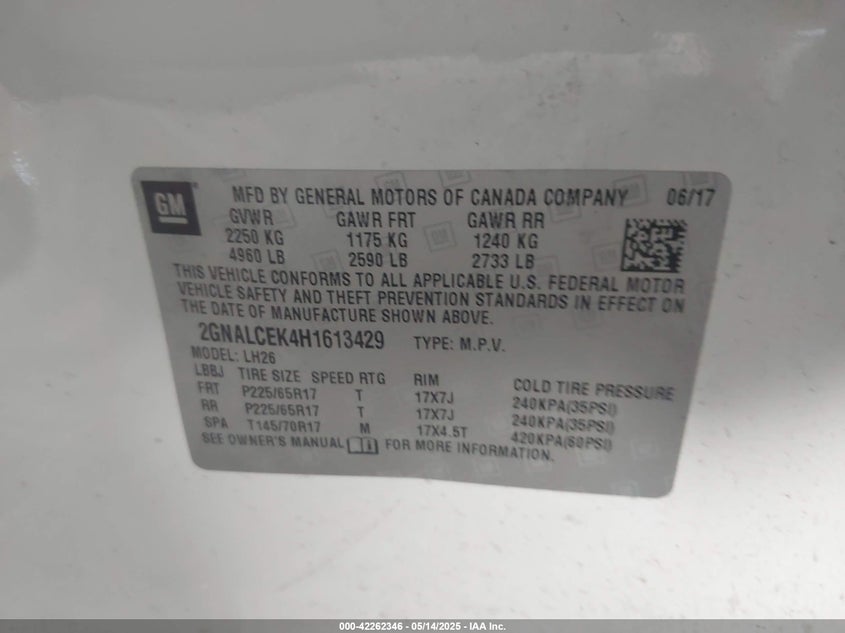 GM
MFD BY GENERAL MOTORS OF CANADA COMPANY 06/17
GVWR GAWR FRT GAWR RR
2250 KG 1175 KG 1240 KG
4960 LB 2590 LB 2733 LB
THIS VEHICLE CONFORMS TO ALL APPLICABLE U.S. FEDERAL MOTOR
VEHICLE SAFETY AND THEFT PREVENTION STANDARDS IN EFFECT ON
THE DATE OF MANUFACTURE SHOWN ABOVE.
2GNALCEK4H1613429 TYPE: M.P.V.
MODEL: LH26
LBBJ TIRE SIZE SPEED RTG RIM COLD TIRE PRESSURE
FRT P225/65R17 T 17X7J 240KPA(35PSI)
RR P225/65R17 T 17X7J 240KPA(35PSI)
SPA T145/70R17 M 17X4.5T 420KPA(60PSI)
SEE OWNER'S MANUAL FOR MORE INFORMATION.
000-42262346 - 05/14/2025 - IAA Inc.